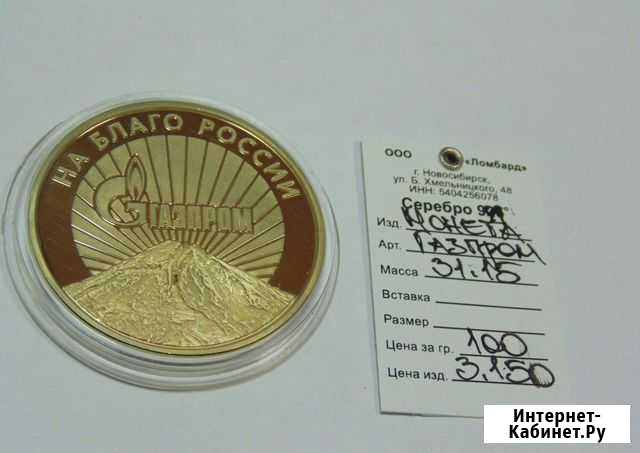 НА БЛАГО РОССИИ
ГАЗПРОМ
ООО «Ломбард»
г. Новосибирск,
ул. Б. Хмельницкого, 48
ИНН: 5404256078
Серебро
Изд. МОНЕТА
Арт. ГАЗПРОМ
Масса 31.15
Вставка
Размер
Цена за гр. 100
Цена изд. 3.150
Интернет-
Кабинет.Ру